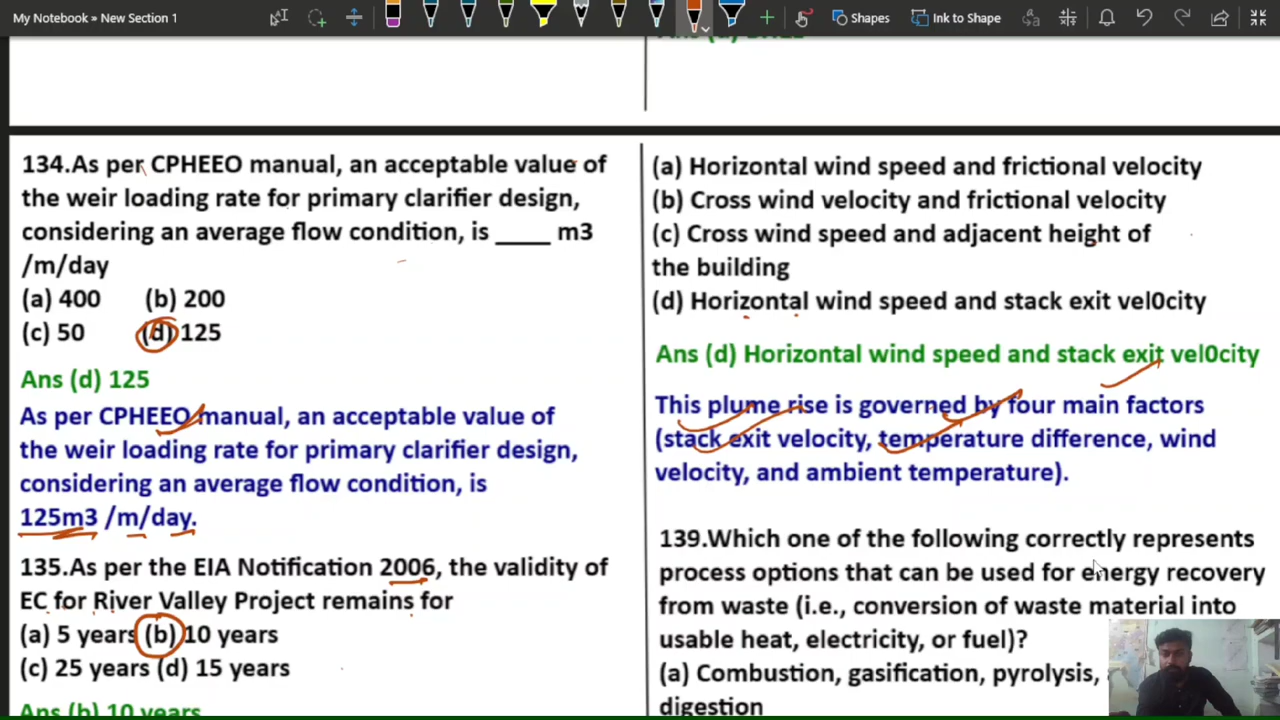 My Notebook » New Section 1
Shapes
Ink to Shape
134.As per CPHEEO manual, an acceptable value of
the weir loading rate for primary clarifier design,
considering an average flow condition, is ____ m3
/m/day
(a) 400 (b) 200
(c) 50 (d) 125
Ans (d) 125
As per CPHEEO manual, an acceptable value of
the weir loading rate for primary clarifier design,
considering an average flow condition, is
125m3 /m/day.
135.As per the EIA Notification 2006, the validity of
EC for River Valley Project remains for
(a) 5 years (b) 10 years
(c) 25 years (d) 15 years
Ans (b) 10 years
(a) Horizontal wind speed and frictional velocity
(b) Cross wind velocity and frictional velocity
(c) Cross wind speed and adjacent height of
the building
(d) Horizontal wind speed and stack exit vel0city
Ans (d) Horizontal wind speed and stack exit vel0city
This plume rise is governed by four main factors
(stack exit velocity, temperature difference, wind
velocity, and ambient temperature).
139.Which one of the following correctly represents
process options that can be used for energy recovery
from waste (i.e., conversion of waste material into
usable heat, electricity, or fuel)?
(a) Combustion, gasification, pyrolysis,
digestion